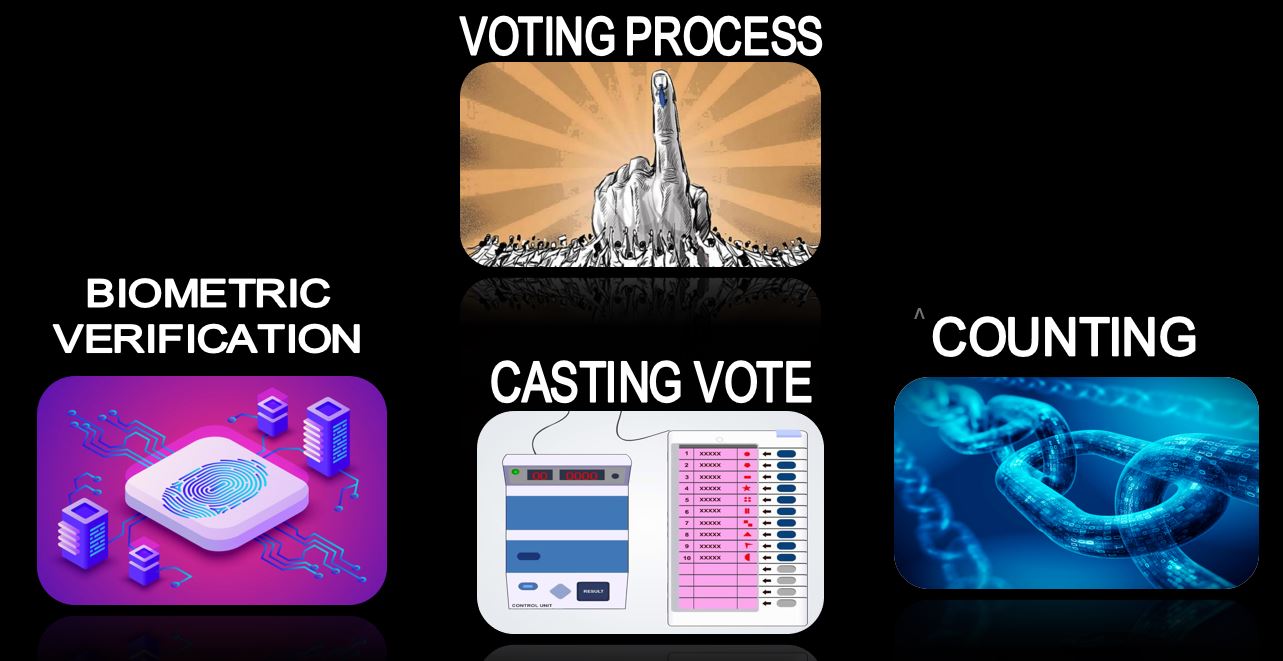 VOTING PROCESS
BIOMETRIC
VERIFICATION
^
COUNTING
CASTING VOTE
00 0000
RESULT
CONTROL UNIT
1 XXXXX
2 XXXXX
3 XXXXX
4 XXXXX
5 XXXXX
6 XXXXX
7 XXXXX
8 XXXXX
9 XXXXX
10 XXXXX